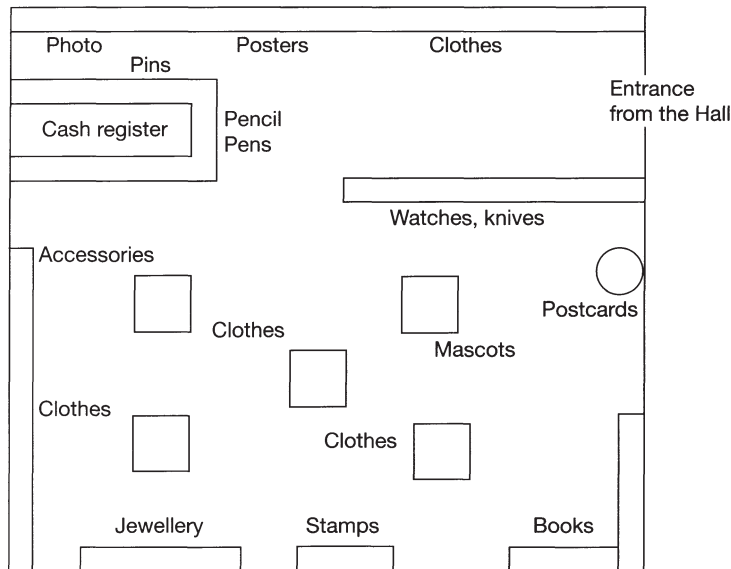 Photo
Posters
Clothes
Pins
Entrance
from the Hall
Cash register
Pencil
Pens
Watches, knives
Accessories
Postcards
Clothes
Mascots
Clothes
Clothes
Jewellery
Stamps
Books